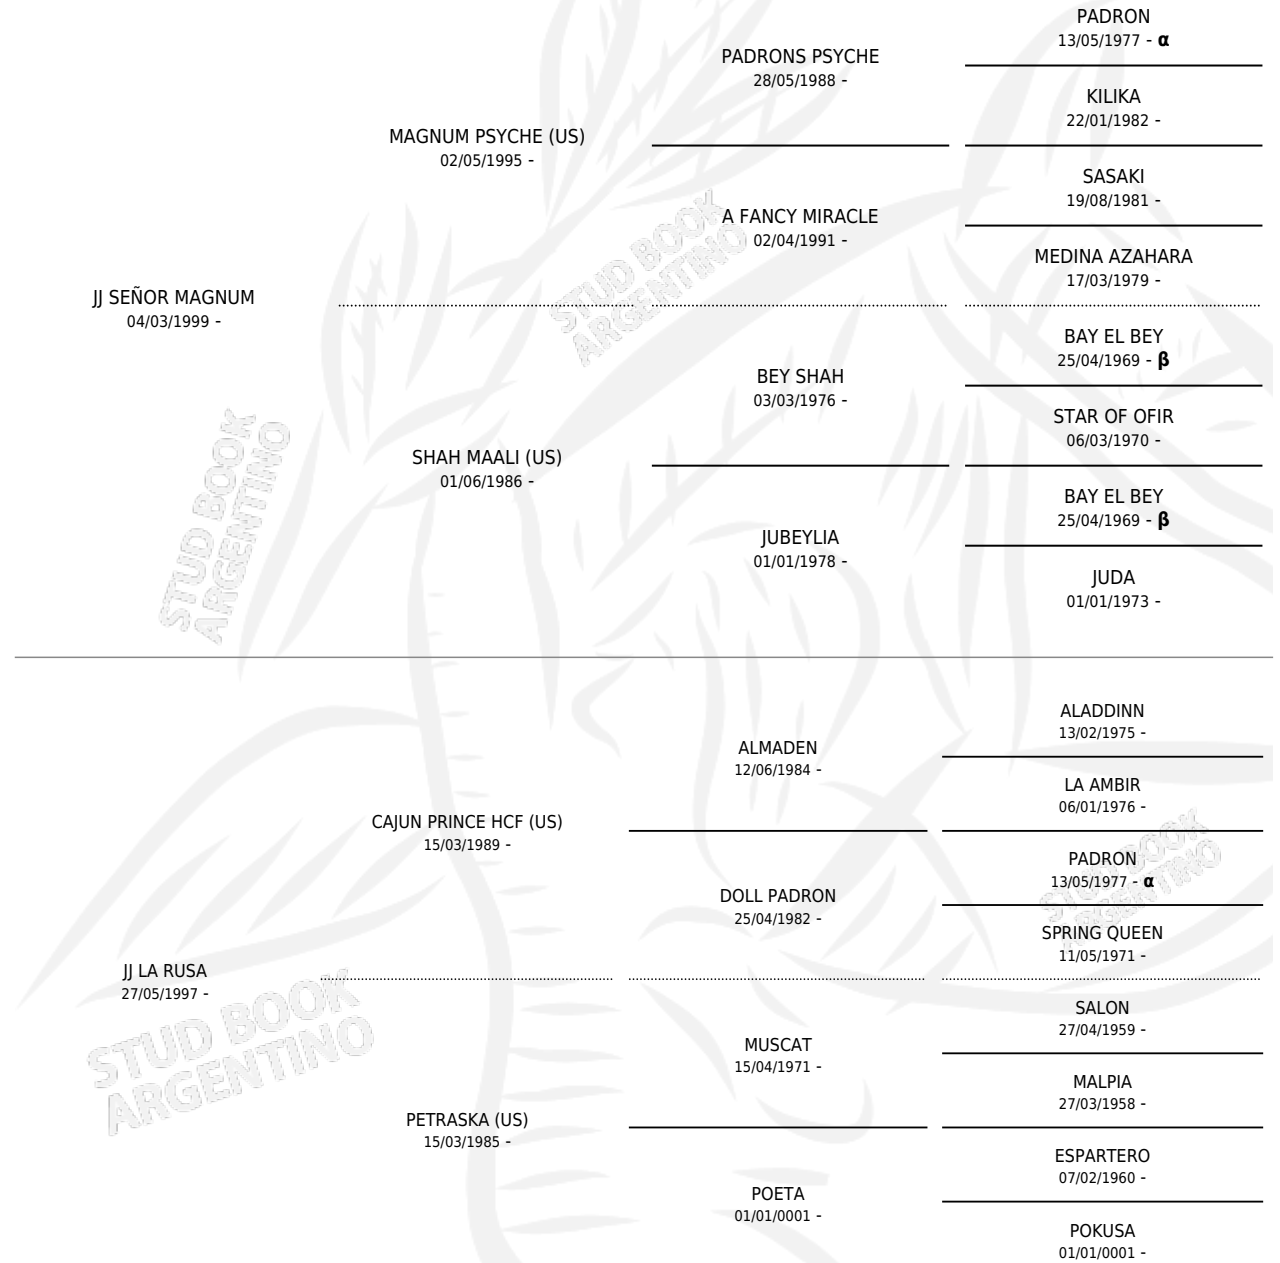 PADRON
13/05/1977 - α
PADRONS PSYCHE
28/05/1988 -
KILIKA
22/01/1982 -
MAGNUM PSYCHE (US)
02/05/1995 -
SASAKI
19/08/1981 -
A FANCY MIRACLE
02/04/1991 -
MEDINA AZAHARA
17/03/1979 -
JJ SEÑOR MAGNUM
04/03/1999 -
BAY EL BEY
25/04/1969 - β
BEY SHAH
03/03/1976 -
STAR OF OFIR
06/03/1970 -
SHAH MAALI (US)
01/06/1986 -
BAY EL BEY
25/04/1969 - β
JUBEYLIA
01/01/1978 -
JUDA
01/01/1973 -
ALADDINN
13/02/1975 -
ALMADEN
12/06/1984 -
LA AMBIR
06/01/1976 -
CAJUN PRINCE HCF (US)
15/03/1989 -
PADRON
13/05/1977 - α
DOLL PADRON
25/04/1982 -
SPRING QUEEN
11/05/1971 -
JJ LA RUSA
27/05/1997 -
SALON
27/04/1959 -
MUSCAT
15/04/1971 -
MALPIA
27/03/1958 -
PETRASKA (US)
15/03/1985 -
ESPARTERO
07/02/1960 -
POETA
01/01/0001 -
POKUSA
01/01/0001 -
STUD BOOK
ARGENTINO
STUD BOOK
ARGENTINO
STUD BOOK
ARGENTINO
STUD BOOK
ARGENTINO